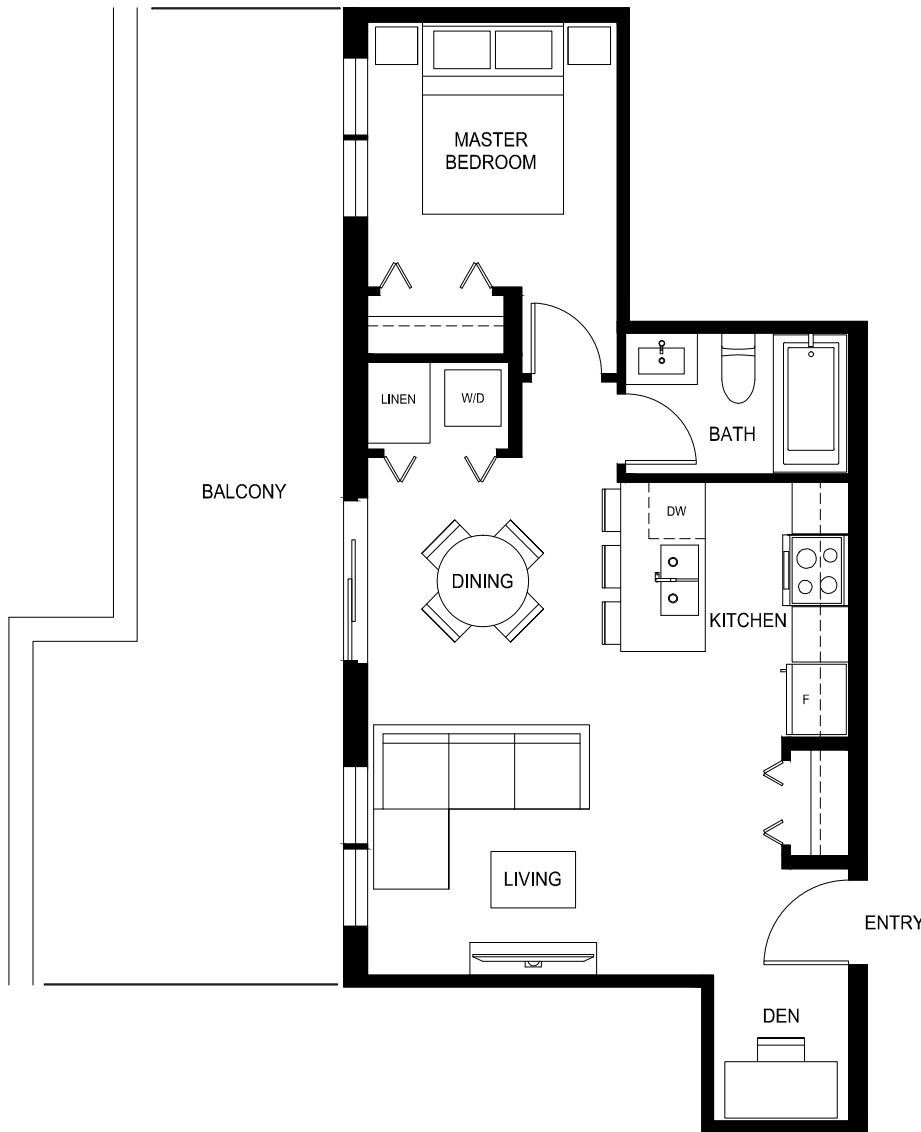 MASTER
BEDROOM
LINEN
W/D
BATH
BALCONY
DW
DINING
KITCHEN
F
LIVING
ENTRY
DEN